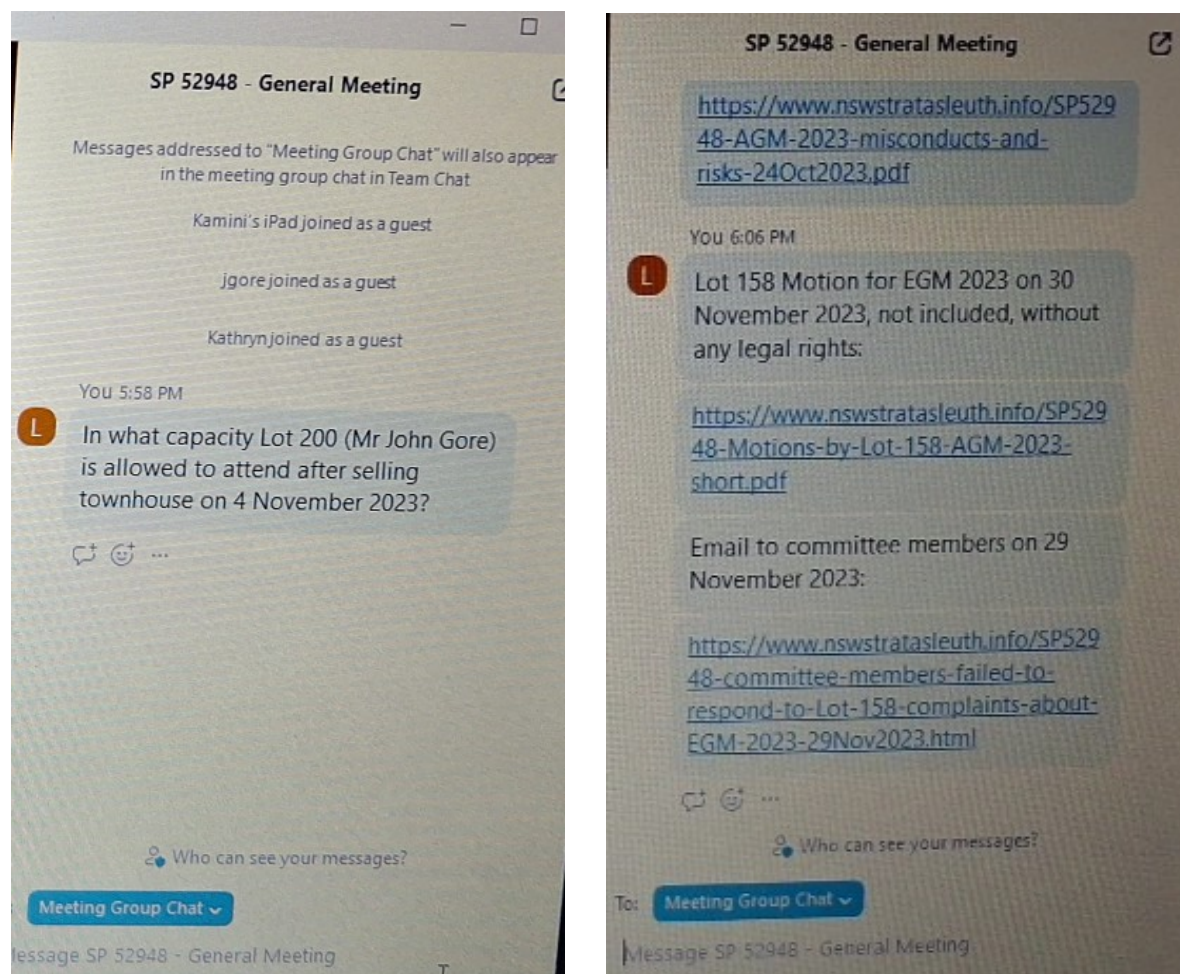 SP 52948 - General Meeting
Messages addressed to "Meeting Group Chat" will also appear
in the meeting group chat in Team Chat
Kamini's iPad joined as a guest
jgore joined as a guest
Kathryn joined as a guest
You 5:58 PM
L
In what capacity Lot 200 (Mr John Gore)
is allowed to attend after selling
townhouse on 4 November 2023?
Who can see your messages?
Meeting Group Chat
essage SP 52948 - General Meeting
SP 52948 - General Meeting
https://www.nswstratasleuth.info/SP529
48-AGM-2023-misconducts-and-
risks-24Oct2023.pdf
You 6:06 PM
L
Lot 158 Motion for EGM 2023 on 30
November 2023, not included, without
any legal rights:
https://www.nswstratasleuth.info/SP529
48-Motions-by-Lot-158-AGM-2023-
short.pdf
Email to committee members on 29
November 2023:
https://www.nswstratasleuth.info/SP529
48-committee-members-failed-to-
respond-to-Lot-158-complaints-about-
EGM-2023-29Nov2023.html
Who can see your messages?
To: Meeting Group Chat
Message SP 52948 - General Meeting